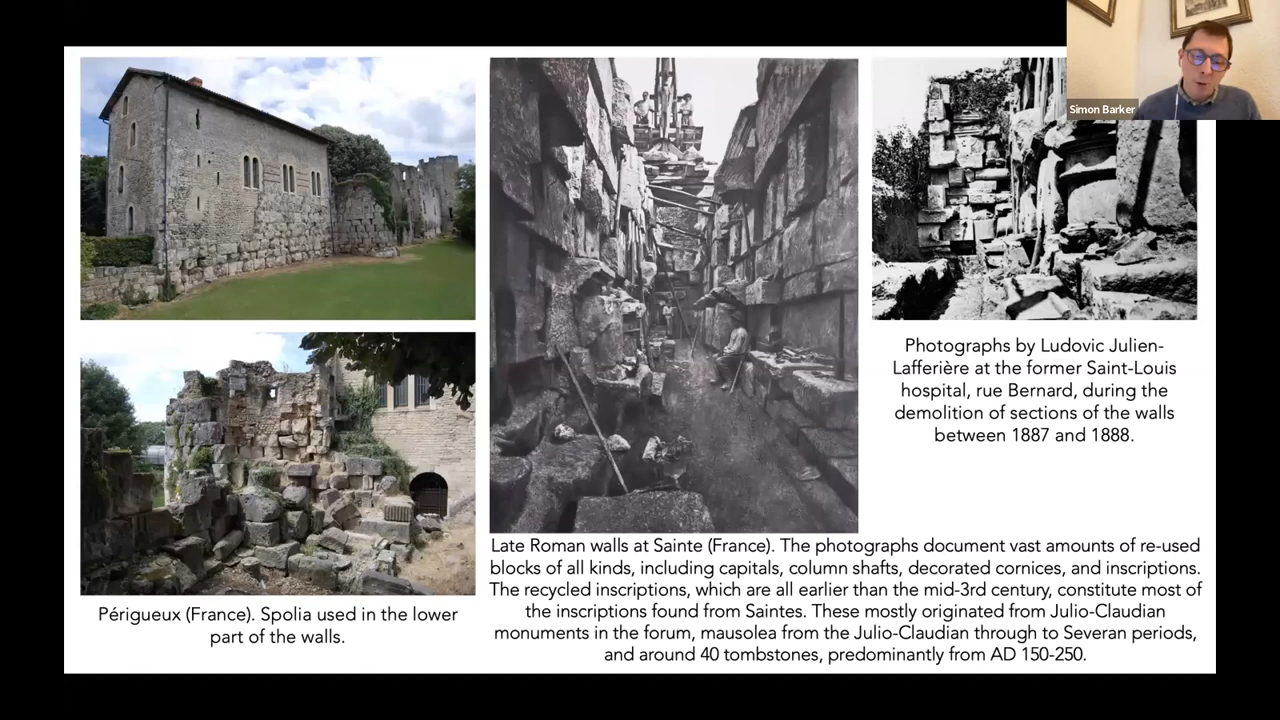 Simon Barker
Photographs by Ludovic Julien-
Lafferière at the former Saint-Louis
hospital, rue Bernard, during the
demolition of sections of the walls
between 1887 and 1888.
Late Roman walls at Sainte (France). The photographs document vast amounts of re-used
blocks of all kinds, including capitals, column shafts, decorated cornices, and inscriptions.
The recycled inscriptions, which are all earlier than the mid-3rd century, constitute most of
the inscriptions found from Saintes. These mostly originated from Julio-Claudian
monuments in the forum, mausolea from the Julio-Claudian through to Severan periods,
and around 40 tombstones, predominantly from AD 150-250.
Périgueux (France). Spolia used in the lower
part of the walls.